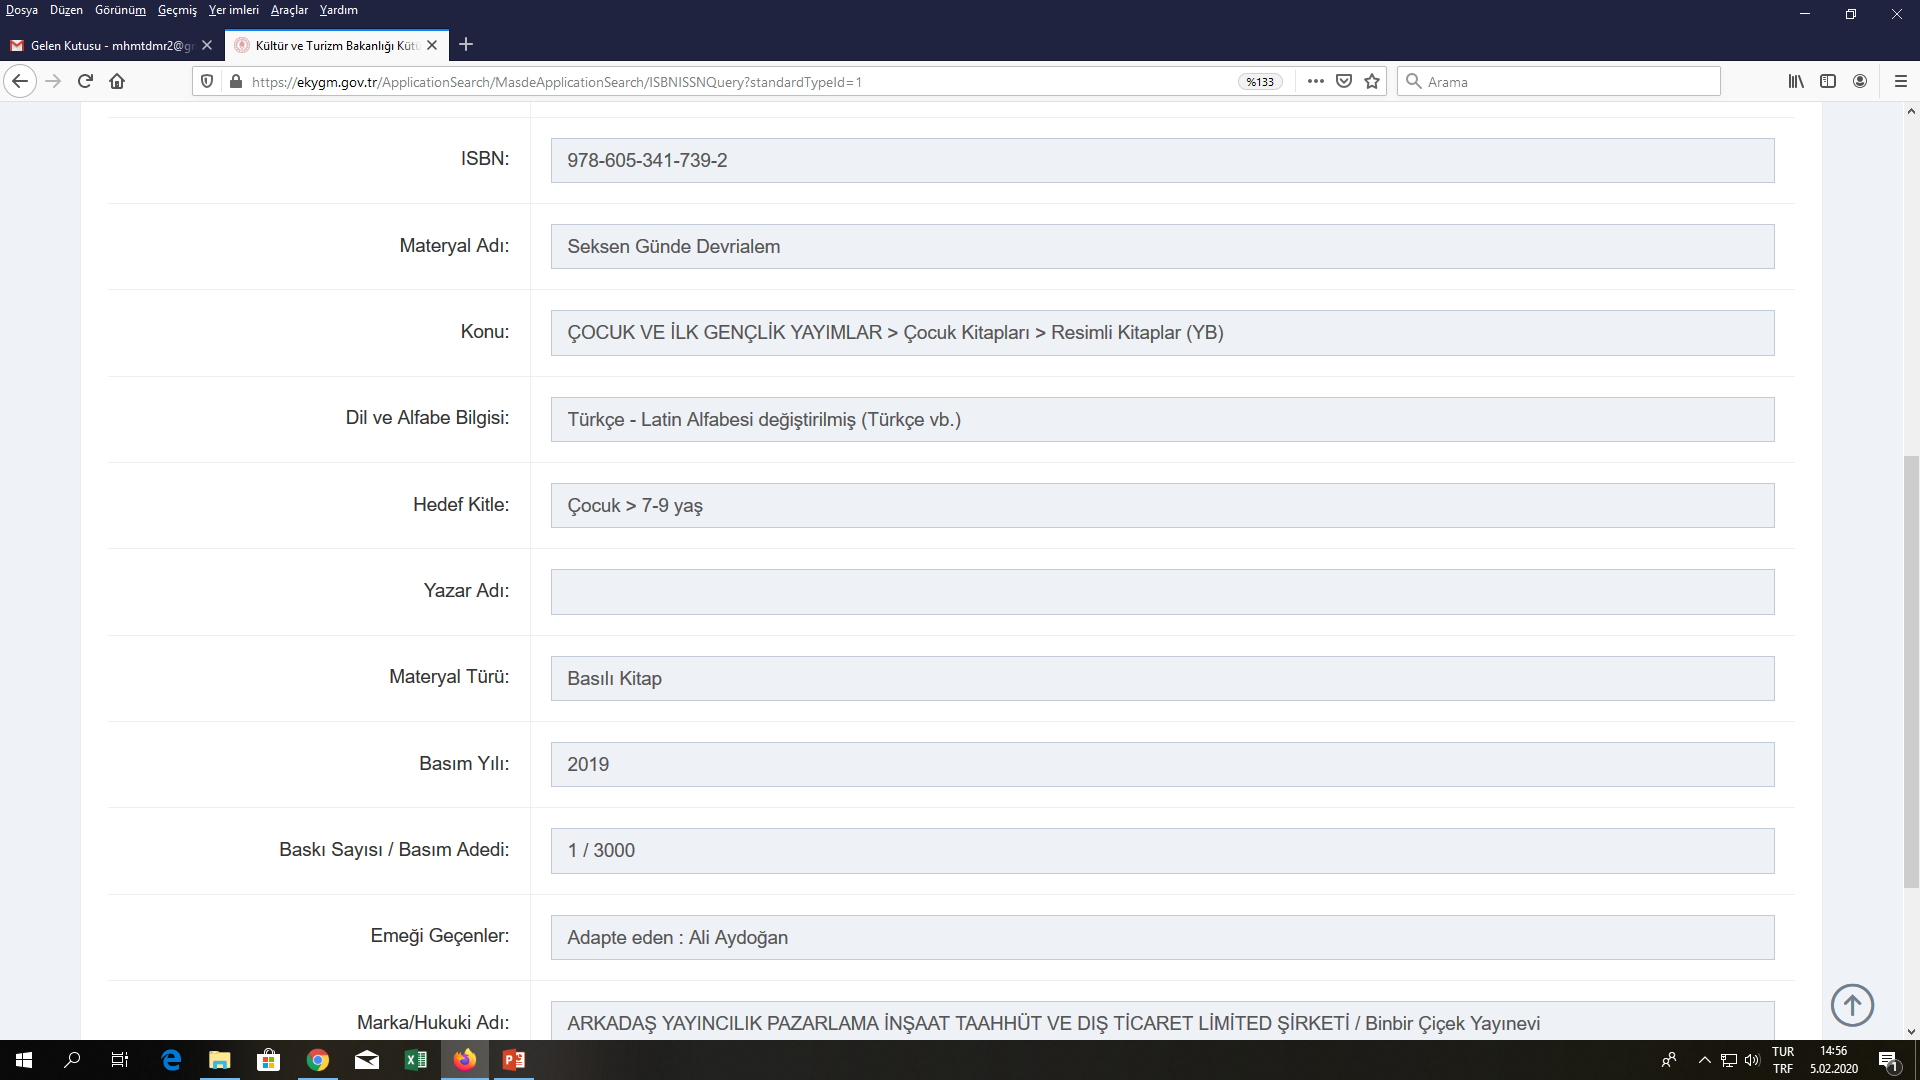 Dosya Düzen Görünüm Geçmiş Yer imleri Araçlar Yardım
Gelen Kutusu - mhmtdmr2@g
Kültür ve Turizm Bakanlığı Kütü
https://ekygm.gov.tr/ApplicationSearch/MasdeApplicationSearch/ISBNISSNQuery?standardTypeId=1
%133
Arama
ISBN: 978-605-341-739-2
Materyal Adı: Seksen Günde Devrialem
Konu: ÇOCUK VE İLK GENÇLİK YAYIMLAR > Çocuk Kitapları > Resimli Kitaplar (YB)
Dil ve Alfabe Bilgisi: Türkçe - Latin Alfabesi değiştirilmiş (Türkçe vb.)
Hedef Kitle: Çocuk > 7-9 yaş
Yazar Adı:
Materyal Türü: Basılı Kitap
Basım Yılı: 2019
Baskı Sayısı / Basım Adedi: 1 / 3000
Emeği Geçenler: Adapte eden : Ali Aydoğan
Marka/Hukuki Adı: ARKADAŞ YAYINCILIK PAZARLAMA İNŞAAT TAAHHÜT VE DIŞ TİCARET LİMİTED ŞİRKETİ / Binbir Çiçek Yayınevi
TUR 14:56
TRF 5.02.2020
1